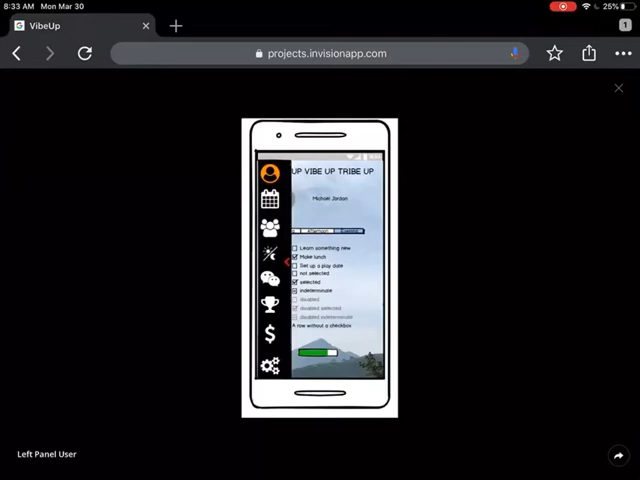 8:33 AM Mon Mar 30
25%
VibeUp
1
projects.invisionapp.com
UP VIBE UP TRIBE UP
Michael Jordan
Learn something new
Make lunch
Set up a play date
not selected
selected
indeterminate
disabled
disabled selected
disabled indeterminate
A row without a checkbox
Left Panel User